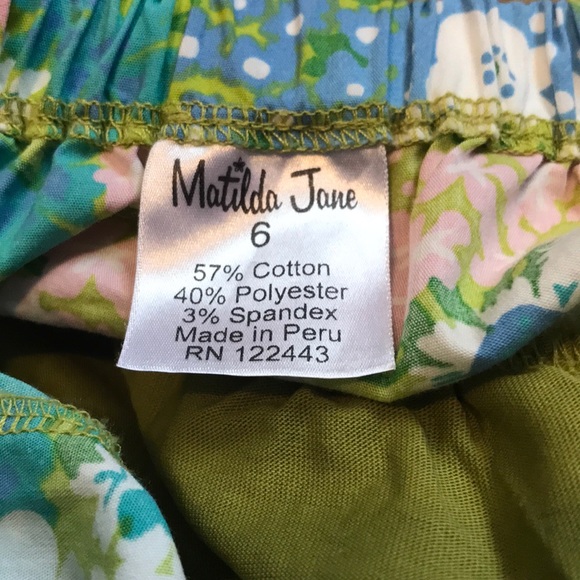 Matilda Jane
6
57% Cotton
40% Polyester
3% Spandex
Made in Peru
RN 122443